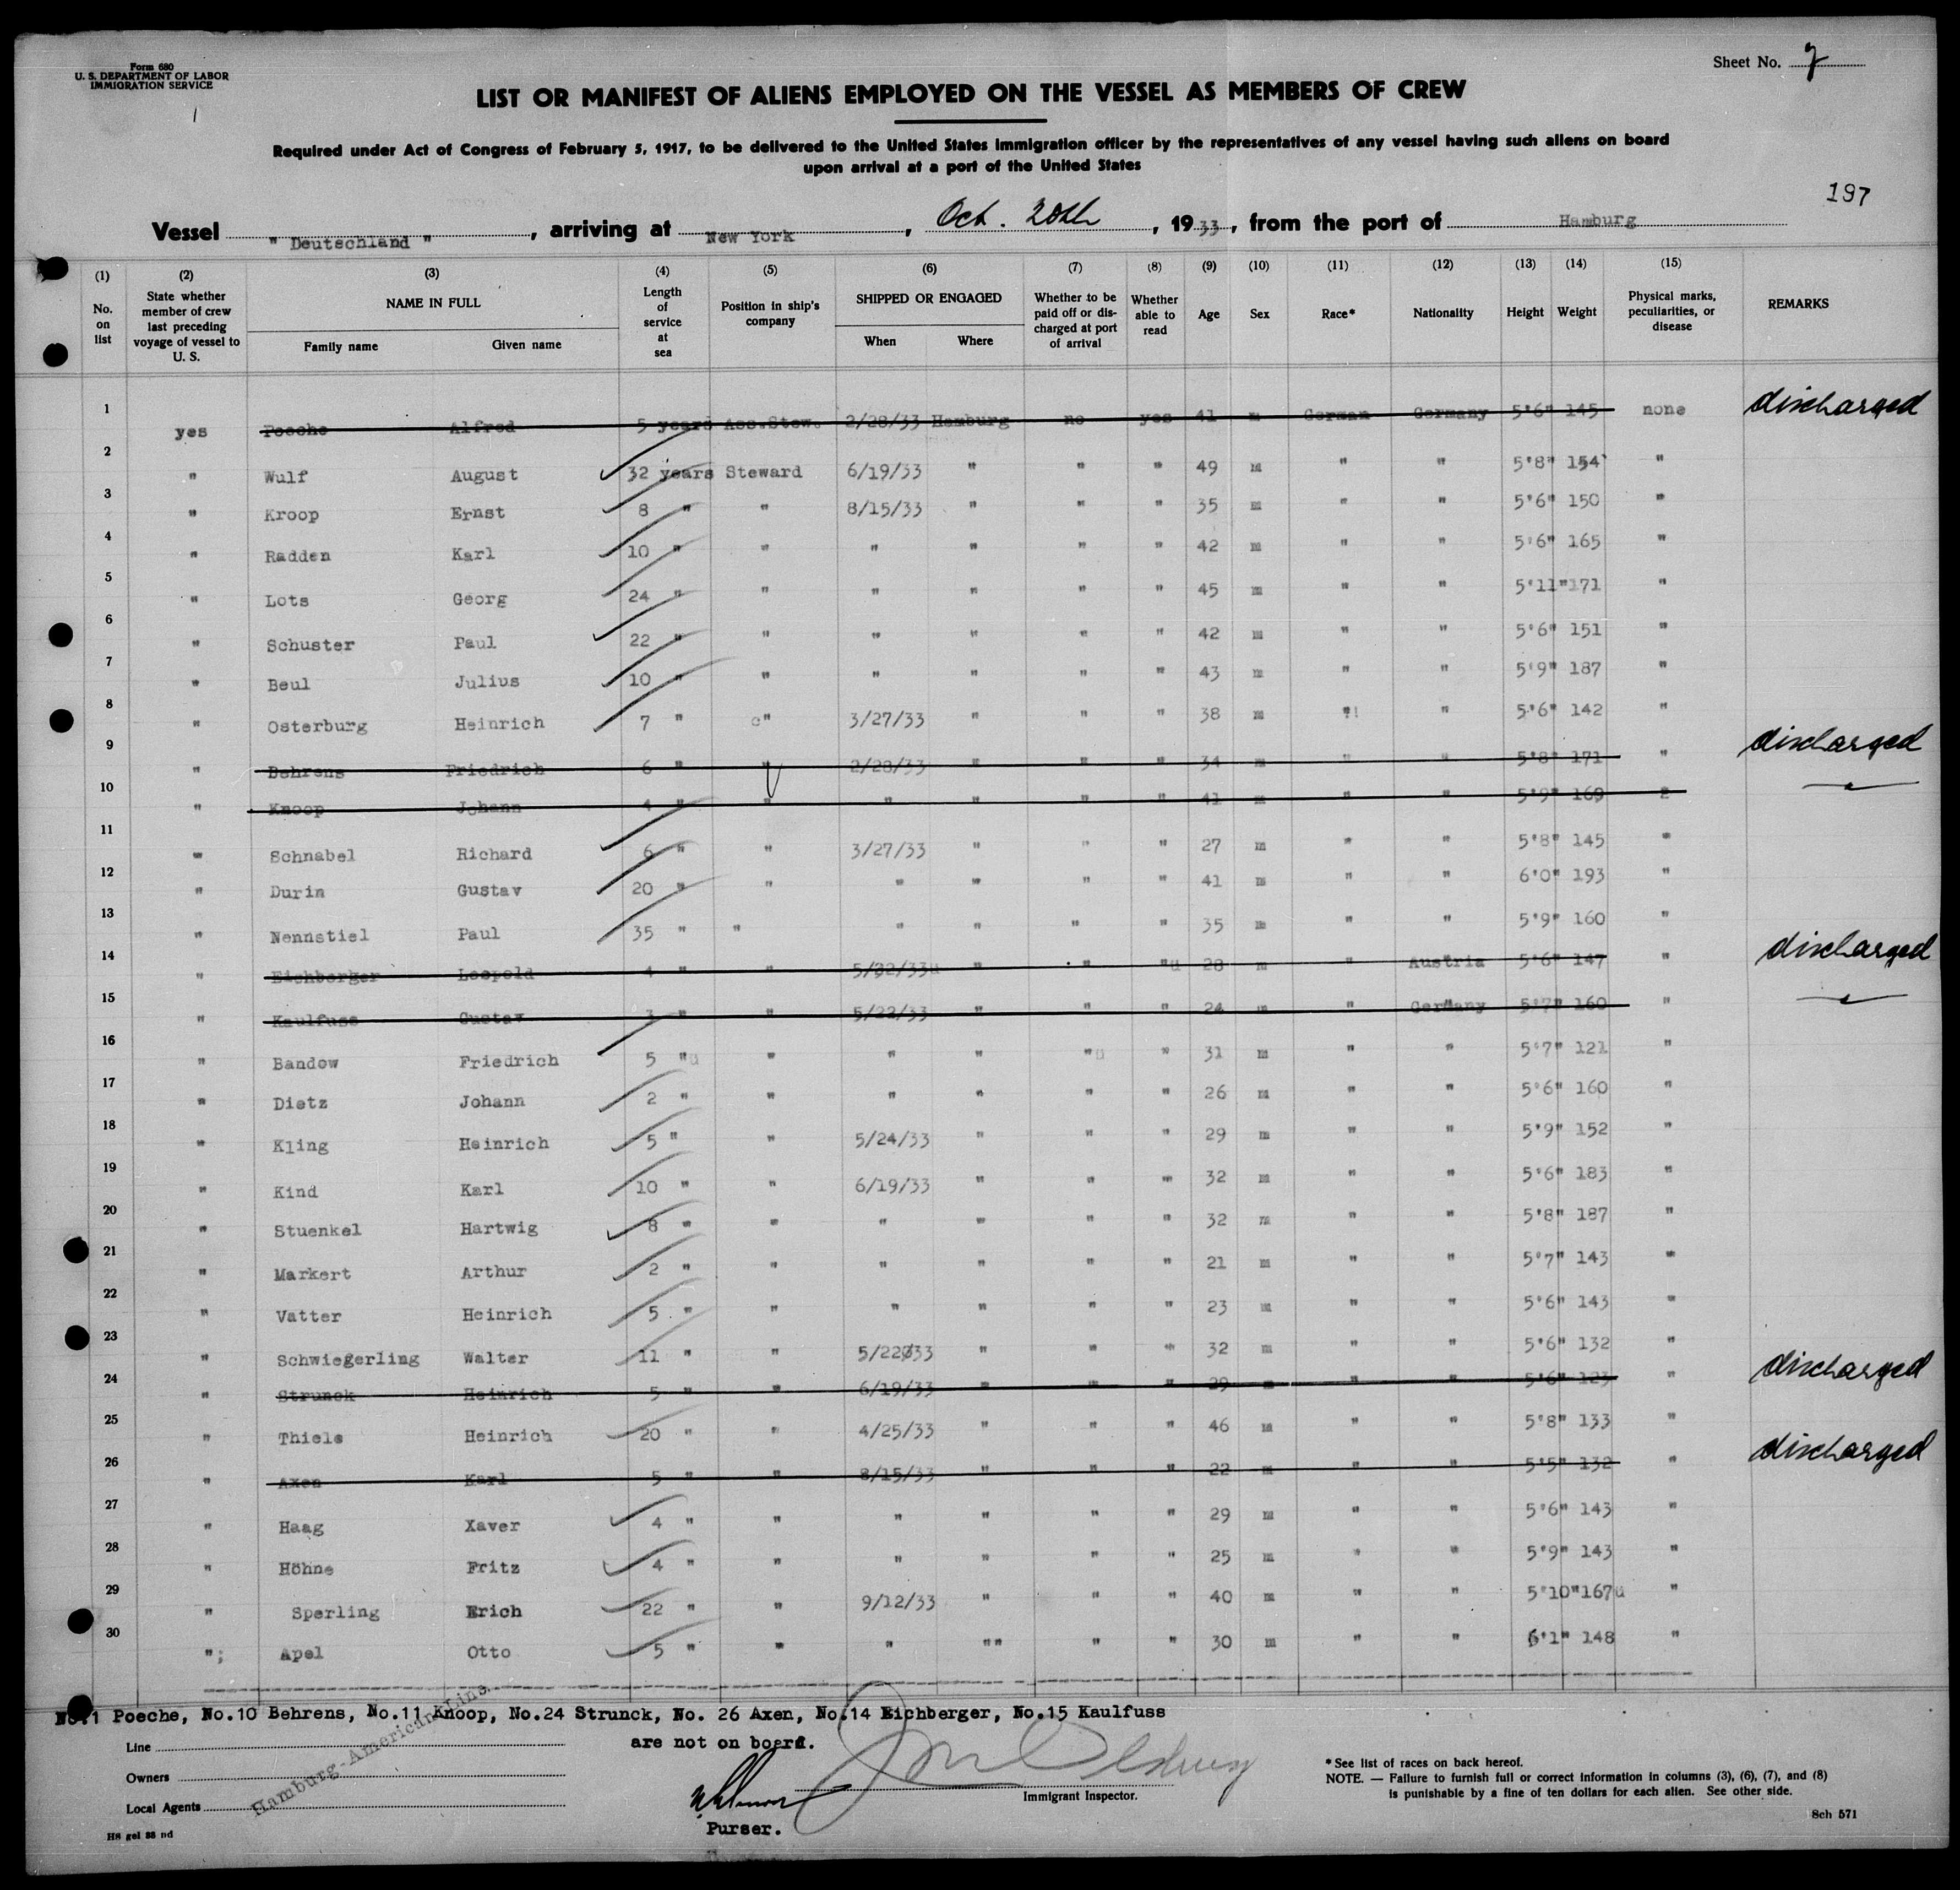 Form 680
U. S. DEPARTMENT OF LABOR
IMMIGRATION SERVICE
Sheet No.
LIST OR MANIFEST OF ALIENS EMPLOYED ON THE VESSEL AS MEMBERS OF CREW
Required under Act of Congress of February 5, 1917, to be delivered to the United States immigration officer by the representatives of any vessel having such aliens on board
upon arrival at a port of the United States
197
Vessel "Deutschland", arriving at New York, Oct. 20th, 1933, from the port of Hamburg
(1) (2) (3) (4) (5) (6) (7) (8) (9) (10) (11) (12) (13) (14) (15)
No. on list | State whether member of crew last preceding voyage of vessel to U. S. | NAME IN FULL Family name Given name | Length of service at sea | Position in ship's company | SHIPPED OR ENGAGED When Where | Whether to be paid off or discharged at port of arrival | Whether able to read | Age | Sex | Race* | Nationality | Height | Weight | Physical marks, peculiarities, or disease | REMARKS
1 yes Poeche Alfred 5 years Ass.Stew. 2/28/33 Hamburg no yes 41 m German Germany 5'6" 145 none discharged
2 " Wulf August 32 years Steward 6/19/33 " " " 49 m " " 5'8" 154 "
3 " Kroop Ernst 8 " " 8/15/33 " " " 35 m " " 5'6" 150 "
4 " Radden Karl 10 " " " " " " 42 m " " 5'6" 165 "
5 " Lots Georg 24 " " " " " " 45 m " " 5'11" 171 "
6 " Schuster Paul 22 " " " " " " 42 m " " 5'6" 151 "
7 " Beul Julius 10 " " " " " " 43 m " " 5'9" 187 "
8 " Osterburg Heinrich 7 " " 3/27/33 " " " 38 m " " 5'6" 142 "
9 " Behrens Friedrich 6 " " 2/28/33 " " " 34 m " " 5'8" 171 " discharged
10 " Knoop Johann 4 " " " " " " 41 m " " 5'9" 169 "
11 " Schnabel Richard 6 " " 3/27/33 " " " 27 m " " 5'8" 145 "
12 " Durin Gustav 20 " " " " " " 41 m " " 6'0" 193 "
13 " Nennstiel Paul 35 " " " " " " 35 m " " 5'9" 160 "
14 " Eichberger Leopold 4 " " 5/22/33 " " " 28 m " Austria 5'6" 147 " discharged
15 " Kaulfuss Gustav 3 " " 5/22/33 " " " 24 m " Germany 5'7" 160 "
16 " Bandow Friedrich 5 " " " " " " 31 m " " 5'7" 121 "
17 " Dietz Johann 2 " " " " " " 26 m " " 5'6" 160 "
18 " Kling Heinrich 5 " " 5/24/33 " " " 29 m " " 5'9" 152 "
19 " Kind Karl 10 " " 6/19/33 " " " 32 m " " 5'6" 183 "
20 " Stuenkel Hartwig 8 " " " " " " 32 m " " 5'8" 187 "
21 " Markert Arthur 2 " " " " " " 21 m " " 5'7" 143 "
22 " Vatter Heinrich 5 " " " " " " 23 m " " 5'6" 143 "
23 " Schwiegerling Walter 11 " " 5/22/33 " " " 32 m " " 5'6" 132 "
24 " Strunck Heinrich 5 " " 6/19/33 " " " 29 m " " 5'6" 123 " discharged
25 " Thiele Heinrich 20 " " 4/25/33 " " " 46 m " " 5'8" 133 "
26 " Axen Karl 5 " " 8/15/33 " " " 22 m " " 5'5" 132 " discharged
27 " Haag Xaver 4 " " " " " " 29 m " " 5'6" 143 "
28 " Höhne Fritz 4 " " " " " " 25 m " " 5'9" 143 "
29 " Sperling Erich 22 " " 9/12/33 " " " 40 m " " 5'10" 167 "
30 "; Apel Otto 5 " " " "" " " 30 m " " 6'1" 148 "
No.1 Poeche, No.10 Behrens, No.11 Knoop, No.24 Strunck, No. 26 Axen, No.14 Eichberger, No.15 Kaulfuss
are not on board.
Line
Owners
Local Agents
Hamburg-American Line
Purser.
Immigrant Inspector.
* See list of races on back hereof.
NOTE. — Failure to furnish full or correct information in columns (3), (6), (7), and (8)
is punishable by a fine of ten dollars for each alien. See other side.
Sch 571